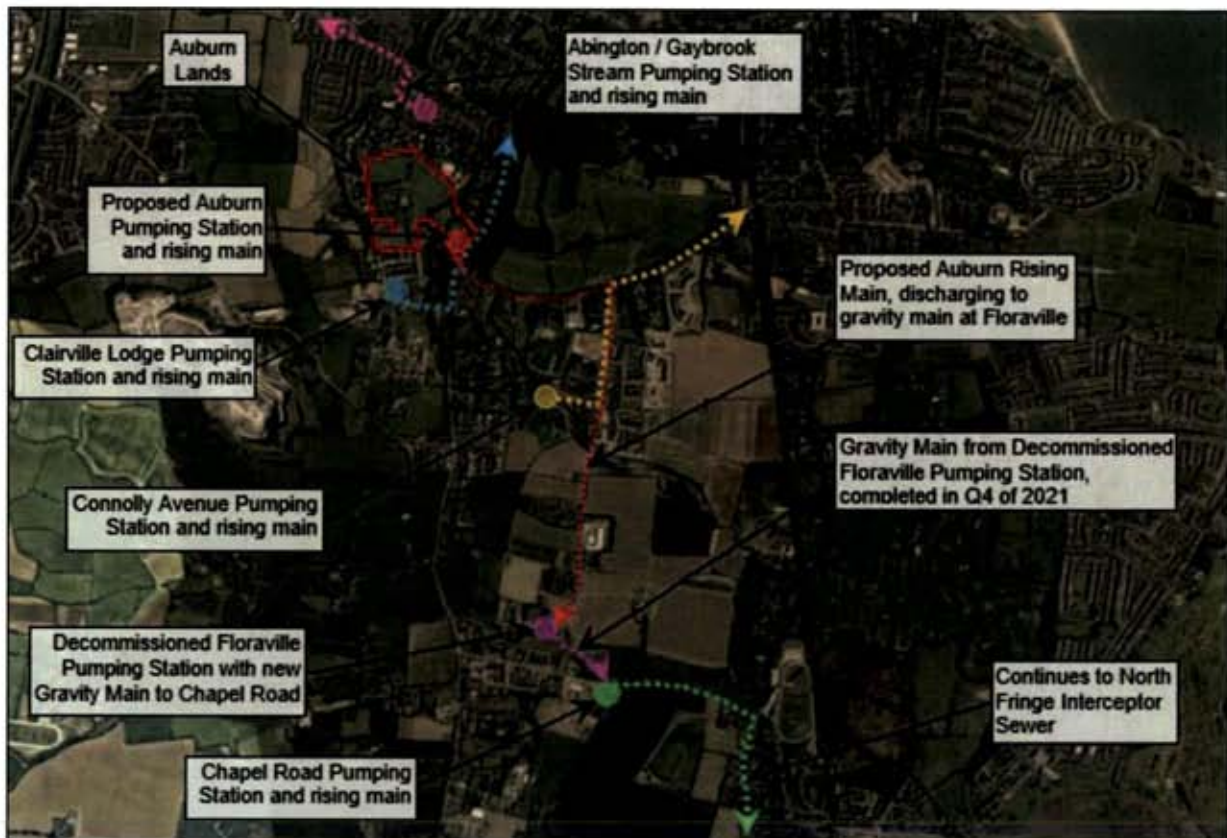 Auburn
Lands
Abington / Gaybrook
Stream Pumping Station
and rising main
Proposed Auburn
Pumping Station
and rising main
Proposed Auburn Rising
Main, discharging to
gravity main at Floraville
Clairville Lodge Pumping
Station and rising main
Gravity Main from Decommissioned
Floraville Pumping Station,
completed in Q4 of 2021
Connolly Avenue Pumping
Station and rising main
Decommissioned Floraville
Pumping Station with new
Gravity Main to Chapel Road
Continues to North
Fringe Interceptor
Sewer
Chapel Road Pumping
Station and rising main